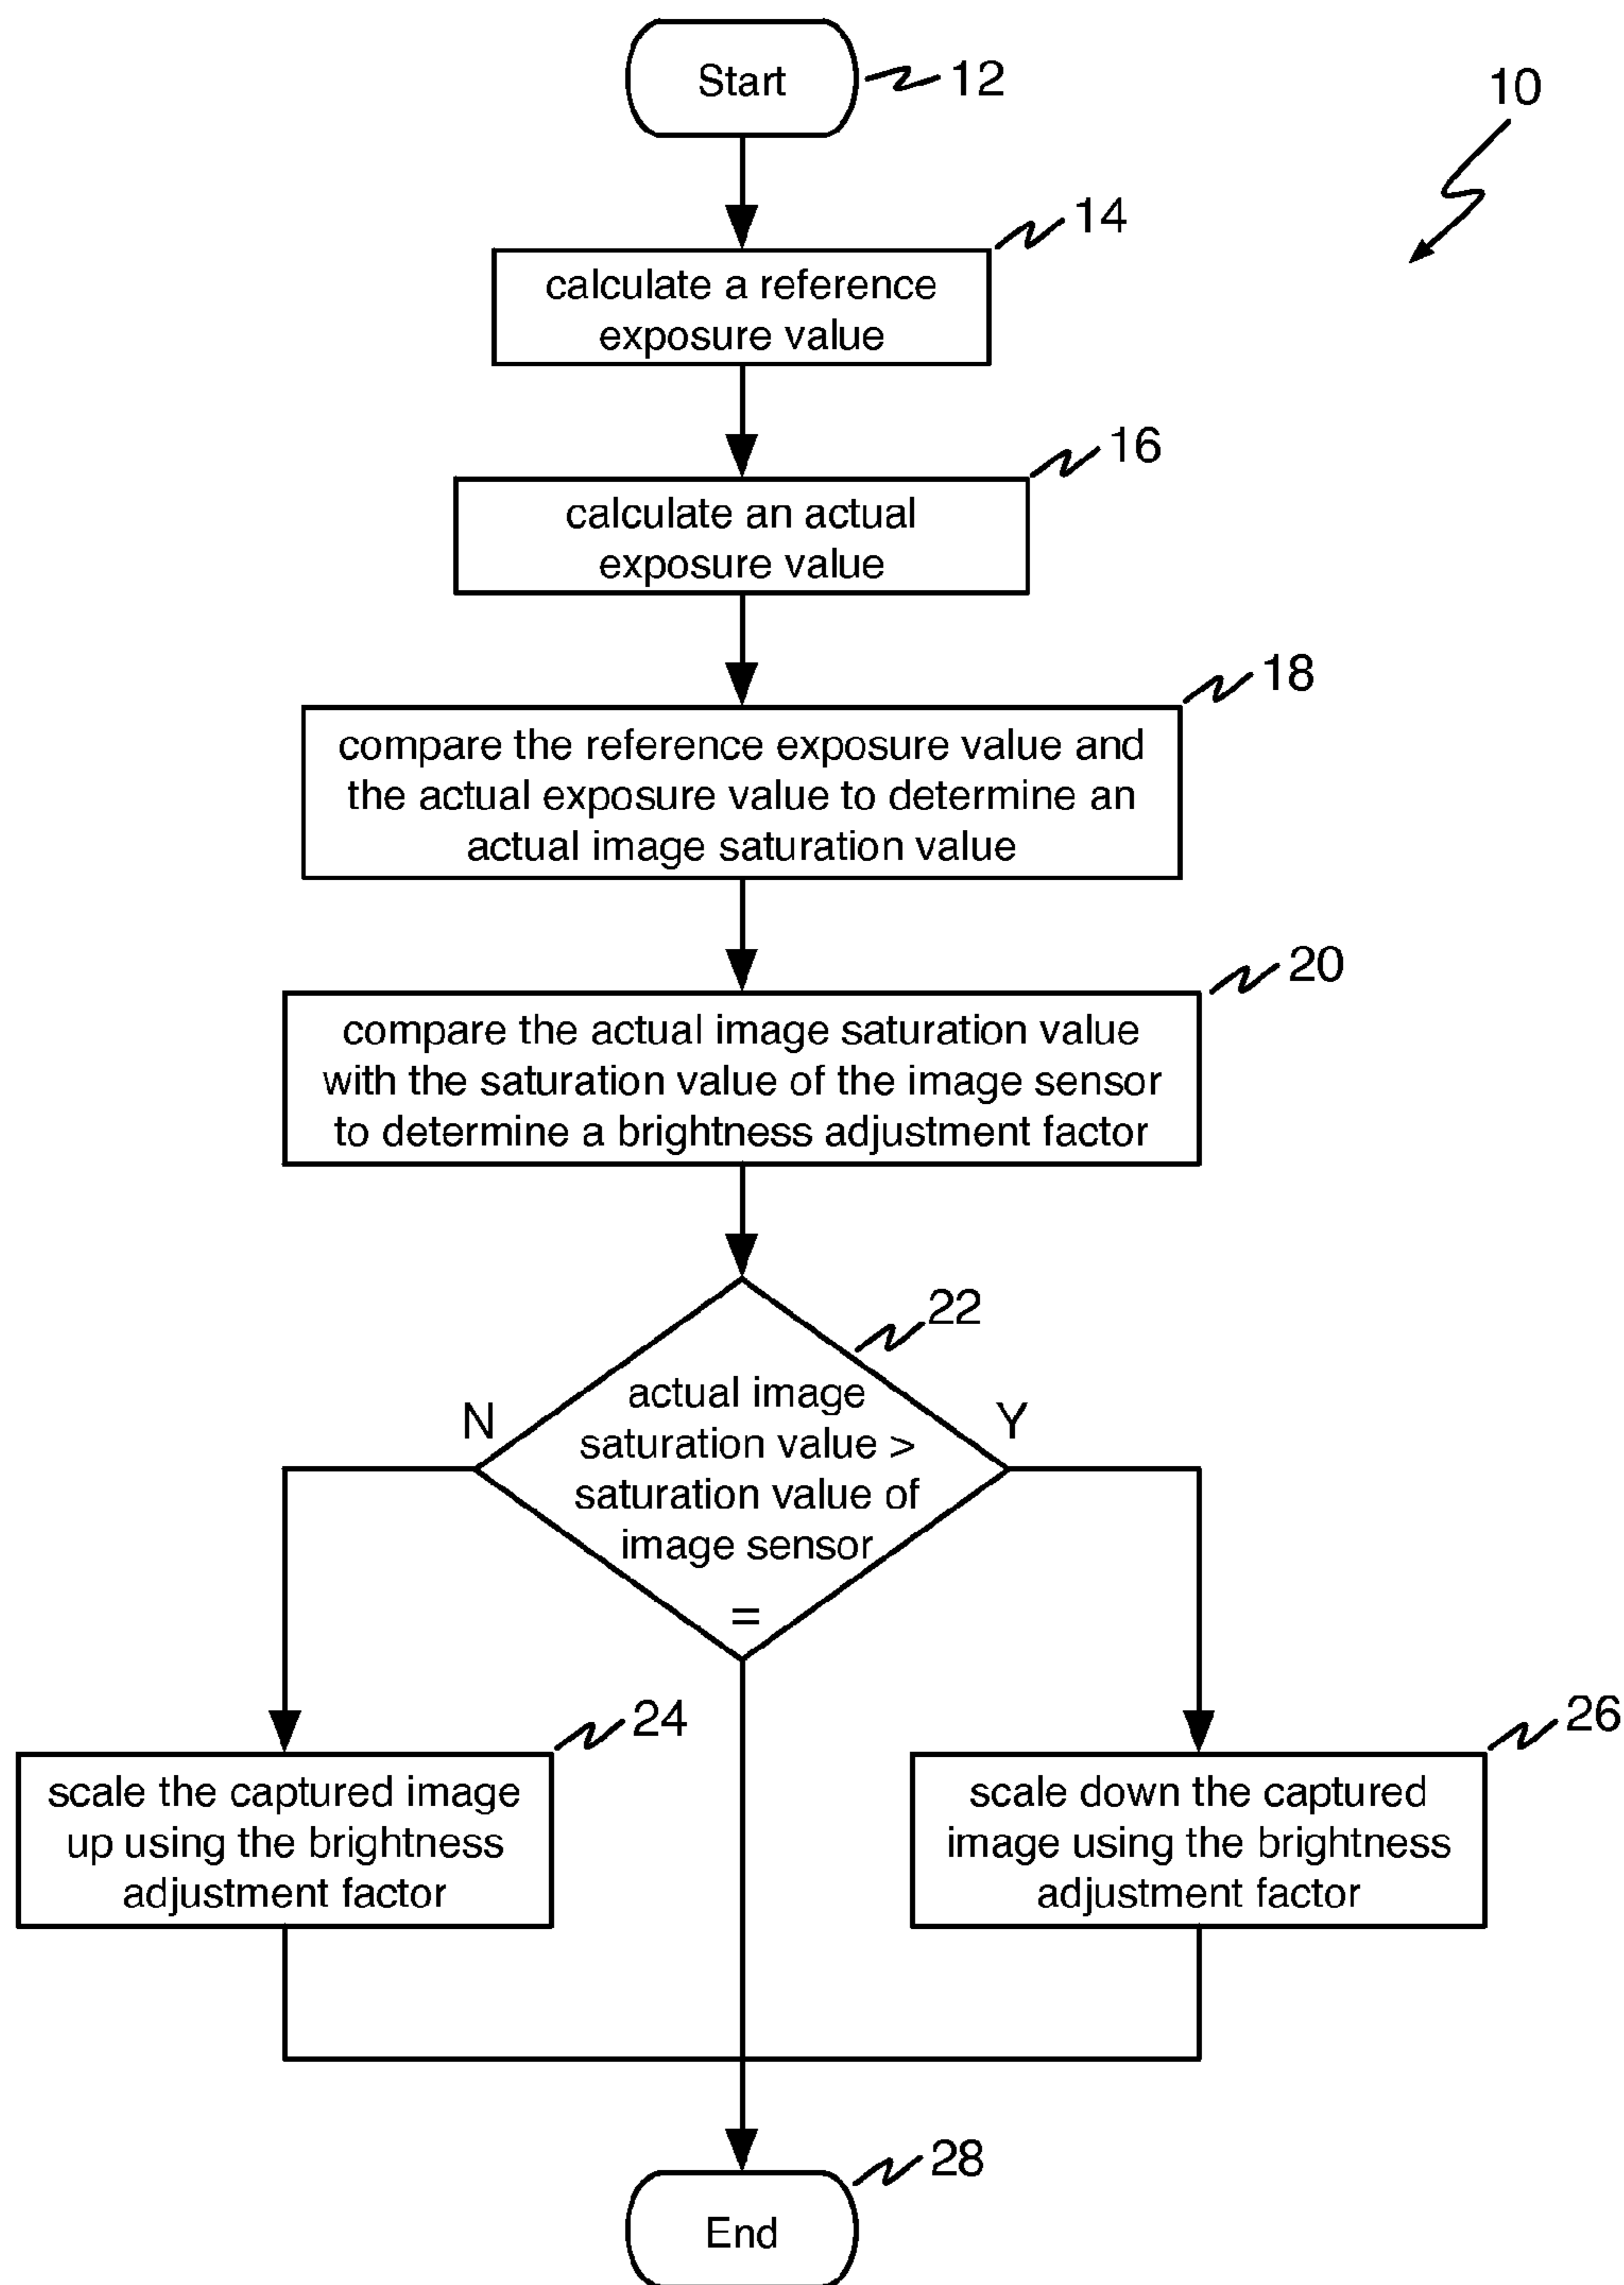 Start
12
10
14
calculate a reference
exposure value
16
calculate an actual
exposure value
18
compare the reference exposure value and
the actual exposure value to determine an
actual image saturation value
20
compare the actual image saturation value
with the saturation value of the image sensor
to determine a brightness adjustment factor
22
actual image
saturation value >
saturation value of
image sensor
N
Y
=
24
scale the captured image
up using the brightness
adjustment factor
26
scale down the captured
image using the brightness
adjustment factor
28
End